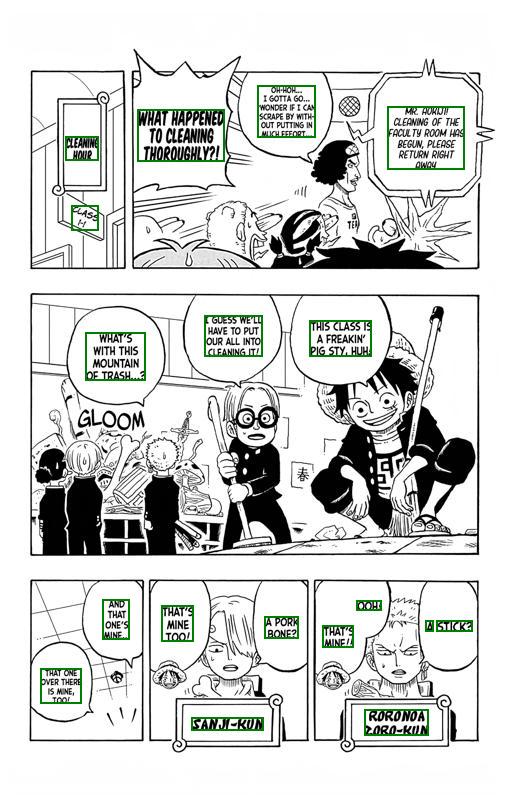 MR. AOKIJI!
CLEANING OF THE
FACULTY ROOM HAS
BEGUN, PLEASE
RETURN RIGHT
AWAY.
OH-HOH...
I GOTTA GO...
WONDER IF I CAN
SCRAPE BY WITH-
OUT PUTTING IN
MUCH EFFORT...
WHAT HAPPENED
TO CLEANING
THOROUGHLY?!
CLEANING
HOUR
CLASS
1-1
THIS CLASS IS
A FREAKIN'
PIG STY, HUH.
I GUESS WE'LL
HAVE TO PUT
OUR ALL INTO
CLEANING IT!
春
WHAT'S
WITH THIS
MOUNTAIN
OF TRASH...?
GLOOM
A STICK?
OOH!
THAT'S
MINE!!
RORONOA
ZORO-KUN
A PORK
BONE?
THAT'S
MINE
TOO!
SANJI-KUN
AND
THAT
ONE'S
MINE...
THAT ONE
OVER THERE
IS MINE,
TOO!